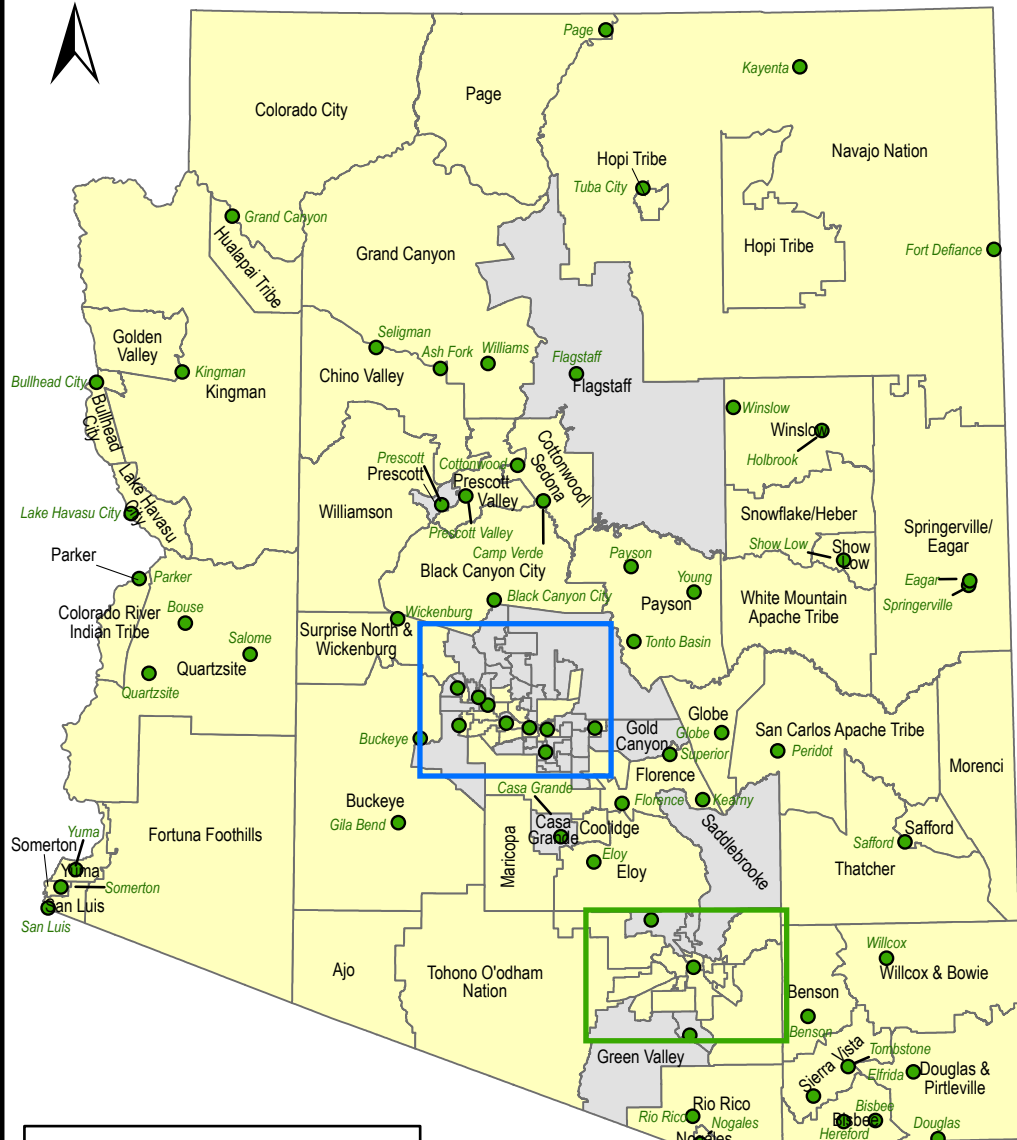 Page
Kayenta
Page
Colorado City
Navajo Nation
Hopi Tribe
Tuba City
Grand Canyon
Hualapai Tribe
Grand Canyon
Hopi Tribe
Fort Defiance
Golden
Valley
Seligman
Ash Fork
Williams
Flagstaff
Flagstaff
Chino Valley
Kingman
Kingman
Bullhead City
Bullhead
City
Winslow
Winslow
Holbrook
Prescott
Prescott
Cottonwood
Cottonwood/
Sedona
Prescott
Valley
Prescott Valley
Camp Verde
Williamson
Lake Havasu City
Lake Havasu
City
Snowflake/Heber
Show Low
Show
Low
Springerville/
Eagar
Eagar
Springerville
Parker
Parker
Black Canyon City
Black Canyon City
Payson
Young
Payson
White Mountain
Apache Tribe
Colorado River
Indian Tribe
Bouse
Salome
Quartzsite
Quartzsite
Wickenburg
Surprise North &
Wickenburg
Tonto Basin
Buckeye
Gold
Canyon
Globe
Globe
Superior
San Carlos Apache Tribe
Peridot
Morenci
Florence
Florence
Kearny
Casa Grande
Casa
Grande
Coolidge
Buckeye
Gila Bend
Maricopa
Eloy
Eloy
Saddlebrooke
Safford
Safford
Thatcher
Fortuna Foothills
Somerton
Yuma
Yuma
Somerton
San Luis
San Luis
Ajo
Tohono O'odham
Nation
Willcox
Willcox & Bowie
Benson
Benson
Green Valley
Sierra Vista
Tombstone
Elfrida
Douglas &
Pirtleville
Rio Rico
Rio Rico
Nogales
Nogales
Bisbee
Bisbee
Hereford
Douglas